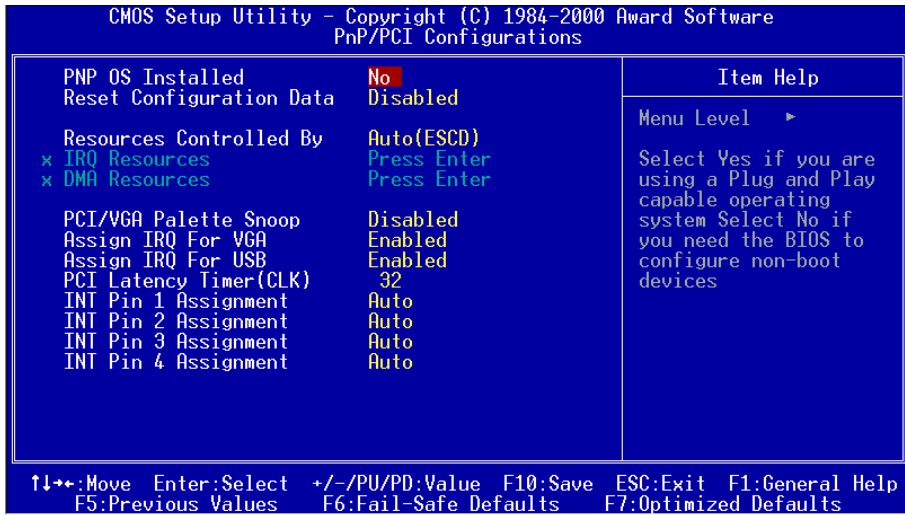 CMOS Setup Utility - Copyright (C) 1984-2000 Award Software
PnP/PCI Configurations
PNP OS Installed No
Reset Configuration Data Disabled
Resources Controlled By Auto(ESCD)
x IRQ Resources Press Enter
x DMA Resources Press Enter
PCI/VGA Palette Snoop Disabled
Assign IRQ For VGA Enabled
Assign IRQ For USB Enabled
PCI Latency Timer(CLK) 32
INT Pin 1 Assignment Auto
INT Pin 2 Assignment Auto
INT Pin 3 Assignment Auto
INT Pin 4 Assignment Auto
Item Help
Menu Level ►
Select Yes if you are
using a Plug and Play
capable operating
system Select No if
you need the BIOS to
configure non-boot
devices
↑↓→←:Move Enter:Select +/-/PU/PD:Value F10:Save ESC:Exit F1:General Help
F5:Previous Values F6:Fail-Safe Defaults F7:Optimized Defaults